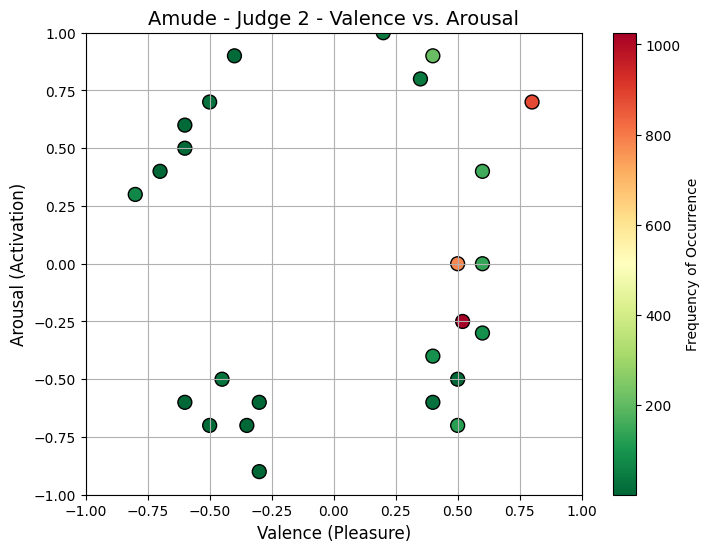 Amude - Judge 2 - Valence vs. Arousal
1.00
0.75
0.50
0.25
0.00
−0.25
−0.50
−0.75
−1.00
Arousal (Activation)
−1.00 −0.75 −0.50 −0.25 0.00 0.25 0.50 0.75 1.00
Valence (Pleasure)
1000
800
600
400
200
Frequency of Occurrence